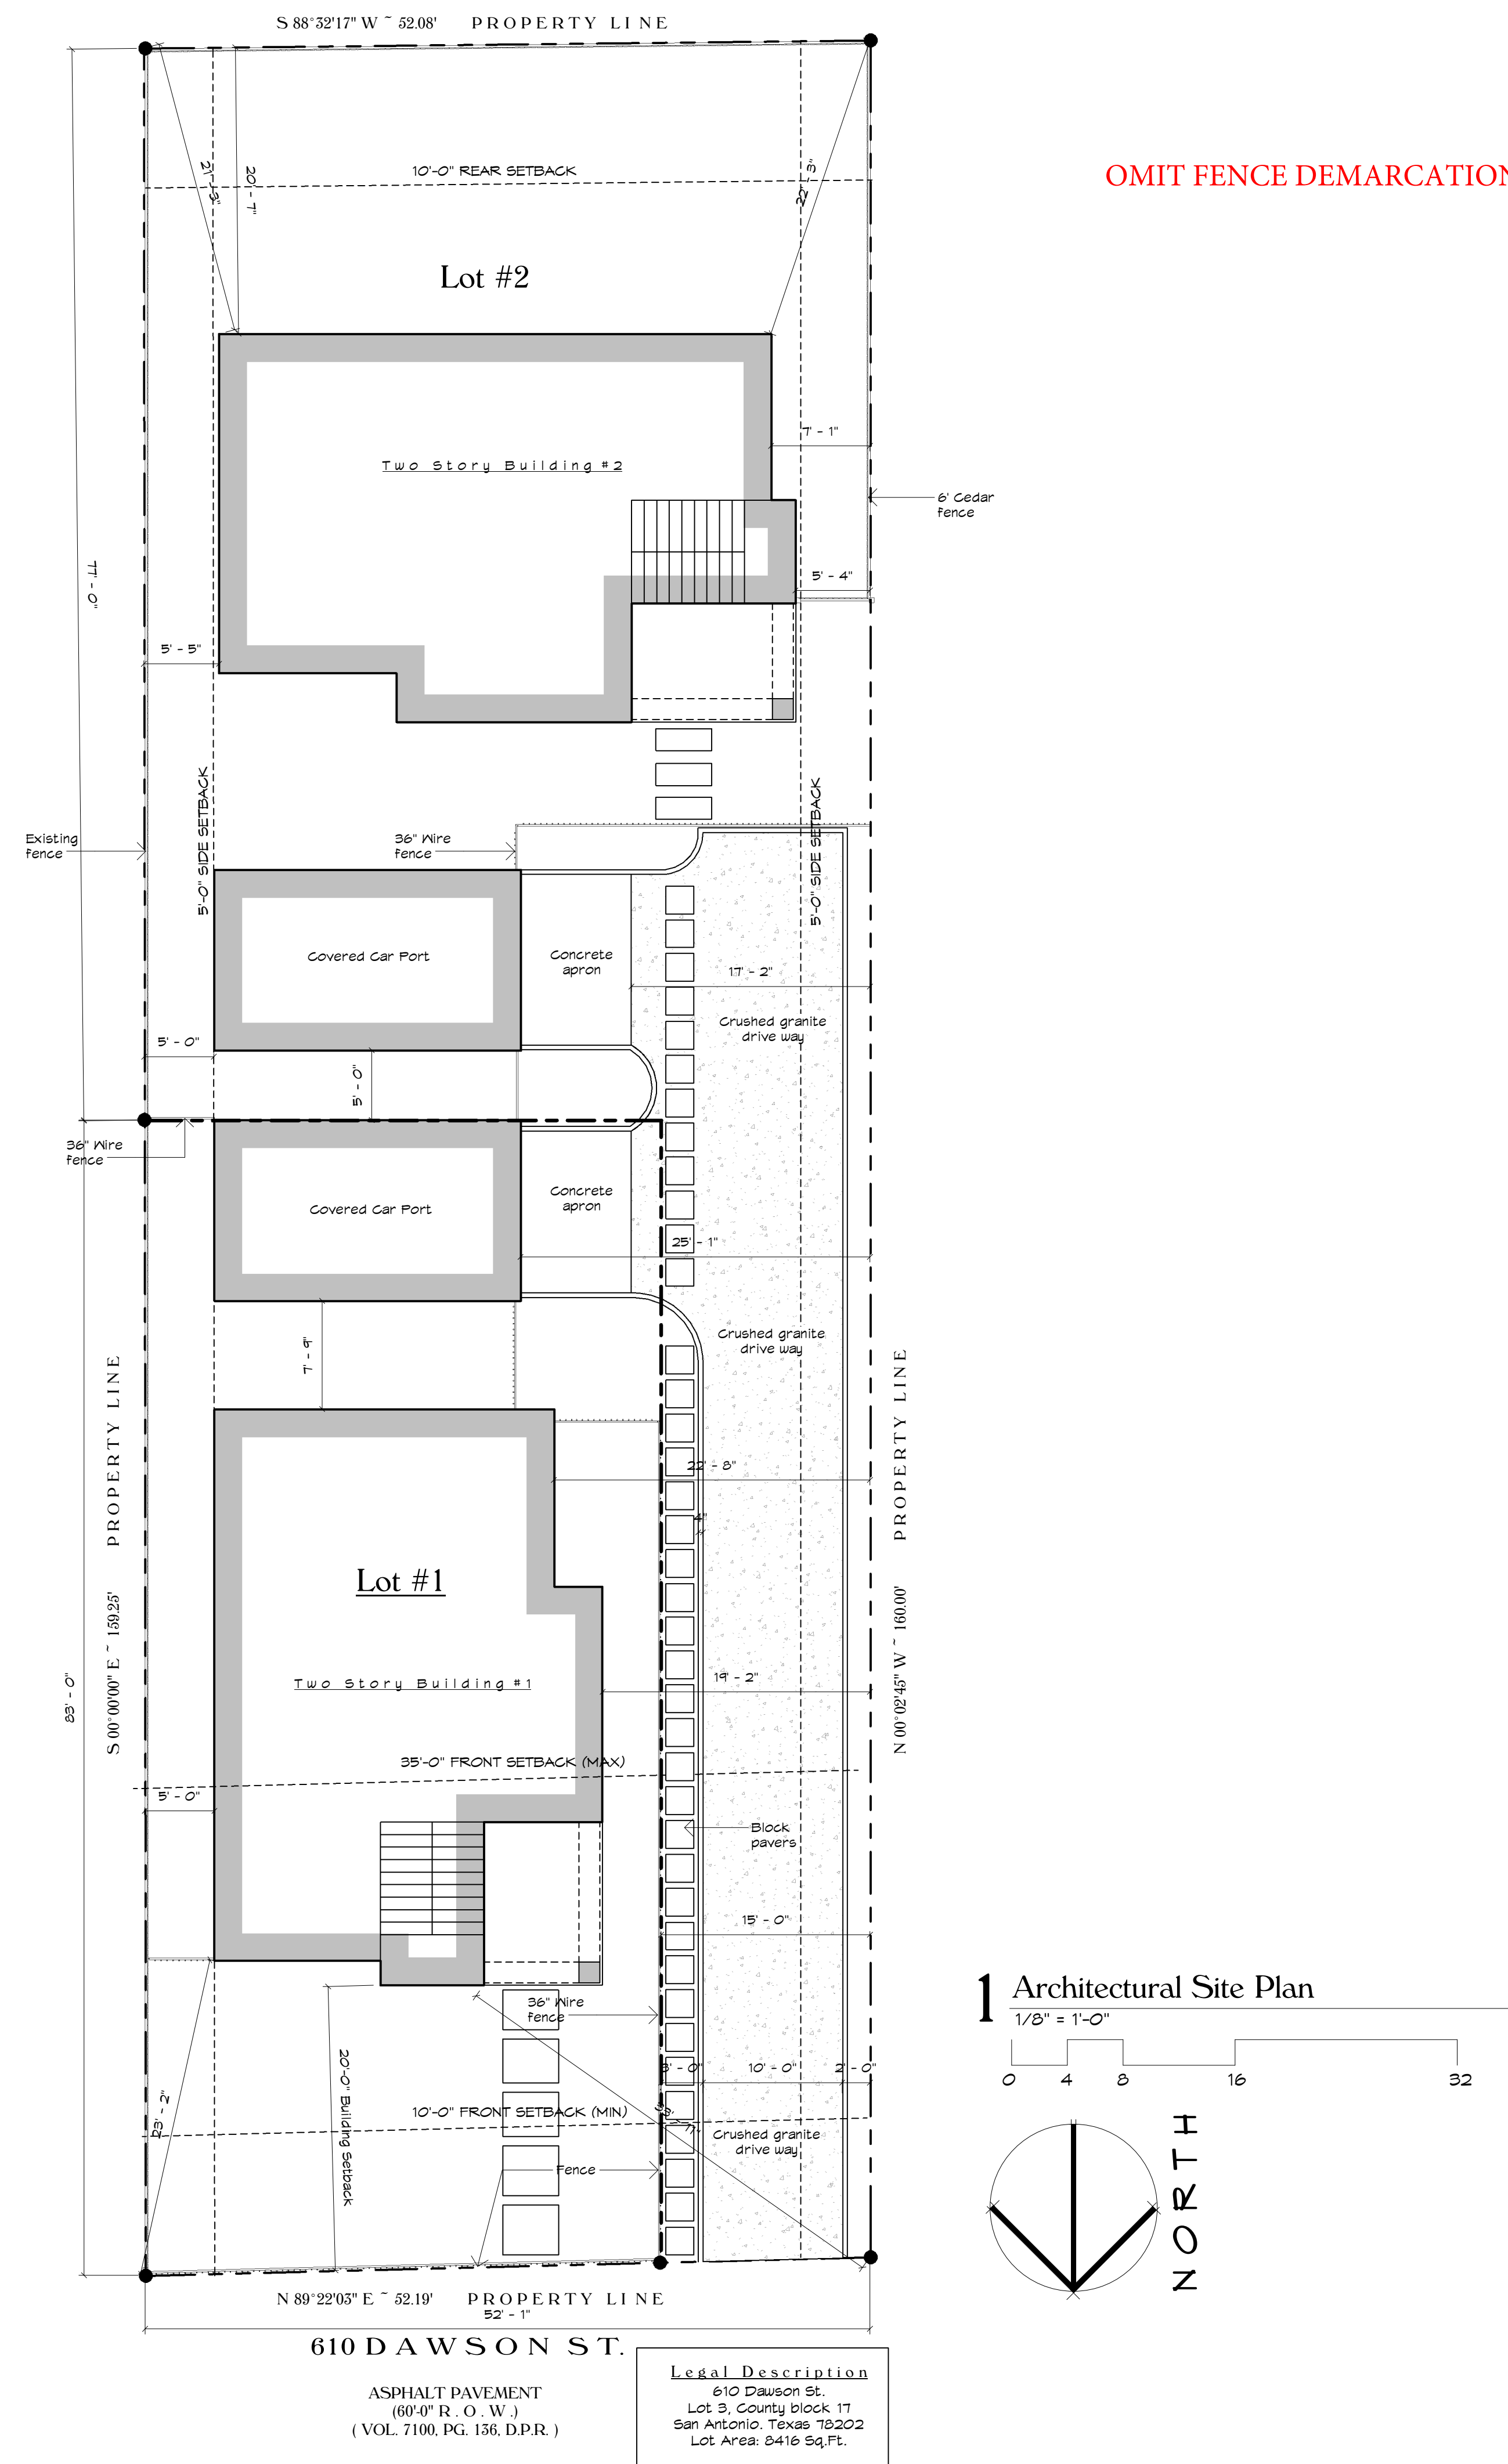 S 88°32'17" W ~ 52.08' PROPERTY LINE
OMIT FENCE DEMARCATION
21' - 3"
20' - 7"
10'-0" REAR SETBACK
22' - 3"
Lot #2
7' - 1"
Two Story Building #2
6' Cedar
fence
5' - 4"
77' - 0"
5' - 5"
5'-0" SIDE SETBACK
5'-0" SIDE SETBACK
Existing
fence
36" Wire
fence
Covered Car Port
Concrete
apron
17' - 2"
Crushed granite
drive way
5' - 0"
5' - 0"
36" Wire
fence
Covered Car Port
Concrete
apron
25' - 1"
Crushed granite
drive way
7' - 9"
S 00°00'00" E ~ 159.25' PROPERTY LINE
N 00°02'45" W ~ 160.00' PROPERTY LINE
22' - 8"
4"
Lot #1
83' - 0"
Two Story Building #1
19' - 2"
35'-0" FRONT SETBACK (MAX)
5' - 0"
Block
pavers
15' - 0"
36" Wire
fence
20'-0" Building Setback
3' - 0"
10' - 0"
2' - 0"
23' - 2"
10'-0" FRONT SETBACK (MIN)
Crushed granite
drive way
Fence
N 89°22'03" E ~ 52.19' PROPERTY LINE
52' - 1"
610 DAWSON ST.
ASPHALT PAVEMENT
(60'-0" R . O . W .)
( VOL. 7100, PG. 136, D.P.R. )
Legal Description
610 Dawson St.
Lot 3, County block 17
San Antonio. Texas 78202
Lot Area: 8416 Sq.Ft.
1 Architectural Site Plan
1/8" = 1'-0"
0 4 8 16 32
NORTH